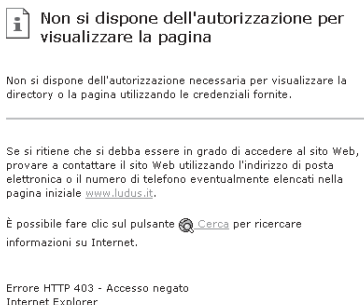 Non si dispone dell'autorizzazione per
visualizzare la pagina
Non si dispone dell'autorizzazione necessaria per visualizzare la
directory o la pagina utilizzando le credenziali fornite.
Se si ritiene che si debba essere in grado di accedere al sito Web,
provare a contattare il sito Web utilizzando l'indirizzo di posta
elettronica o il numero di telefono eventualmente elencati nella
pagina iniziale www.ludus.it.
È possibile fare clic sul pulsante Cerca per ricercare
informazioni su Internet.
Errore HTTP 403 - Accesso negato
Internet Explorer